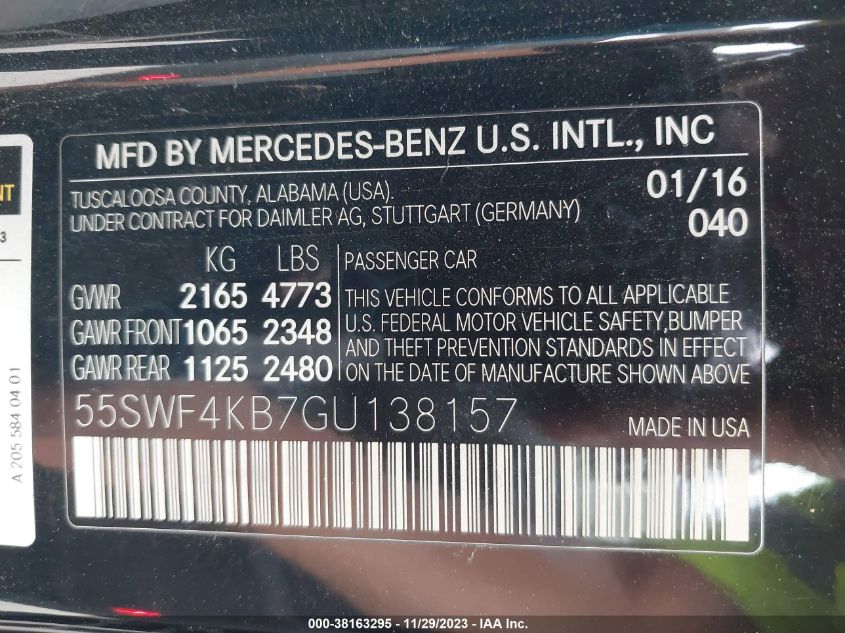 MFD BY MERCEDES-BENZ U.S. INTL., INC
TUSCALOOSA COUNTY, ALABAMA (USA).
UNDER CONTRACT FOR DAIMLER AG, STUTTGART (GERMANY)
01/16
040
KG LBS
GVWR 2165 4773
GAWR FRONT 1065 2348
GAWR REAR 1125 2480
PASSENGER CAR
THIS VEHICLE CONFORMS TO ALL APPLICABLE
U.S. FEDERAL MOTOR VEHICLE SAFETY, BUMPER
AND THEFT PREVENTION STANDARDS IN EFFECT
ON THE DATE OF MANUFACTURE SHOWN ABOVE
55SWF4KB7GU138157
MADE IN USA
NT
3
A 205 584 04 01
000-38163295 - 11/29/2023 - IAA Inc.